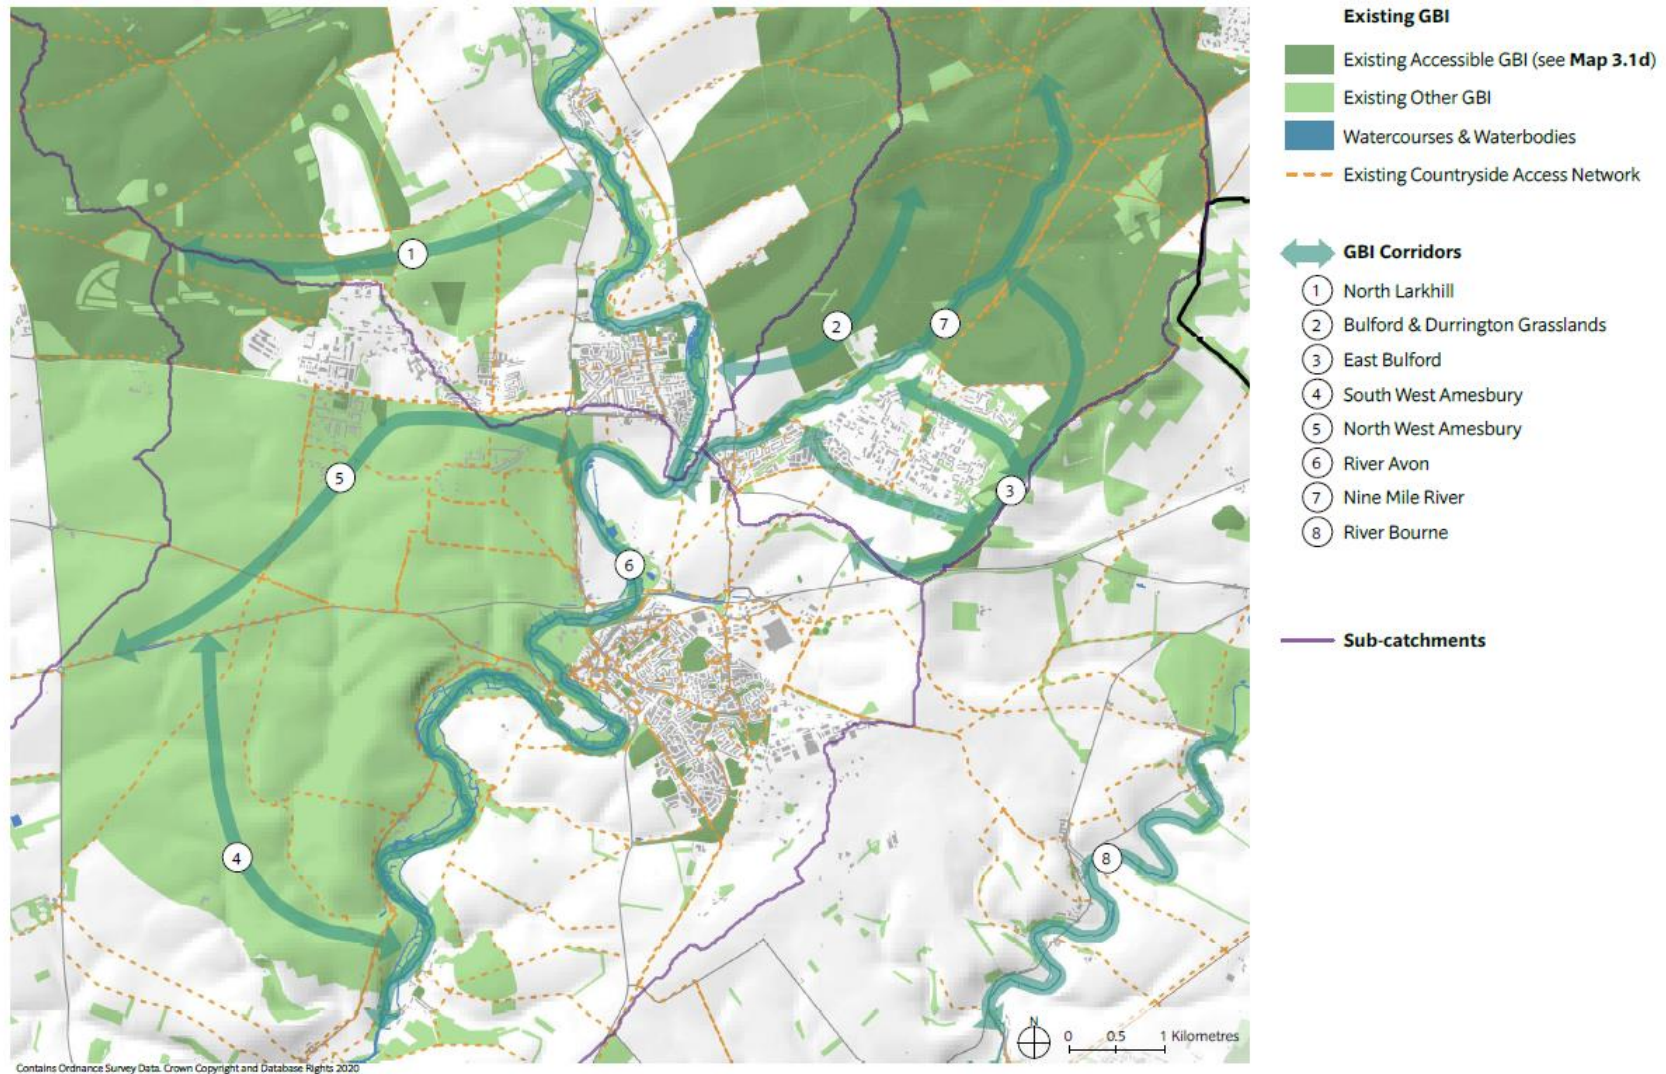 Existing GBI
Existing Accessible GBI (see Map 3.1d)
Existing Other GBI
Watercourses & Waterbodies
Existing Countryside Access Network
GBI Corridors
1 North Larkhill
2 Bulford & Durrington Grasslands
3 East Bulford
4 South West Amesbury
5 North West Amesbury
6 River Avon
7 Nine Mile River
8 River Bourne
Sub-catchments
1
2
7
5
3
6
4
8
N
0 0.5 1 Kilometres
Contains Ordnance Survey Data. Crown Copyright and Database Rights 2020